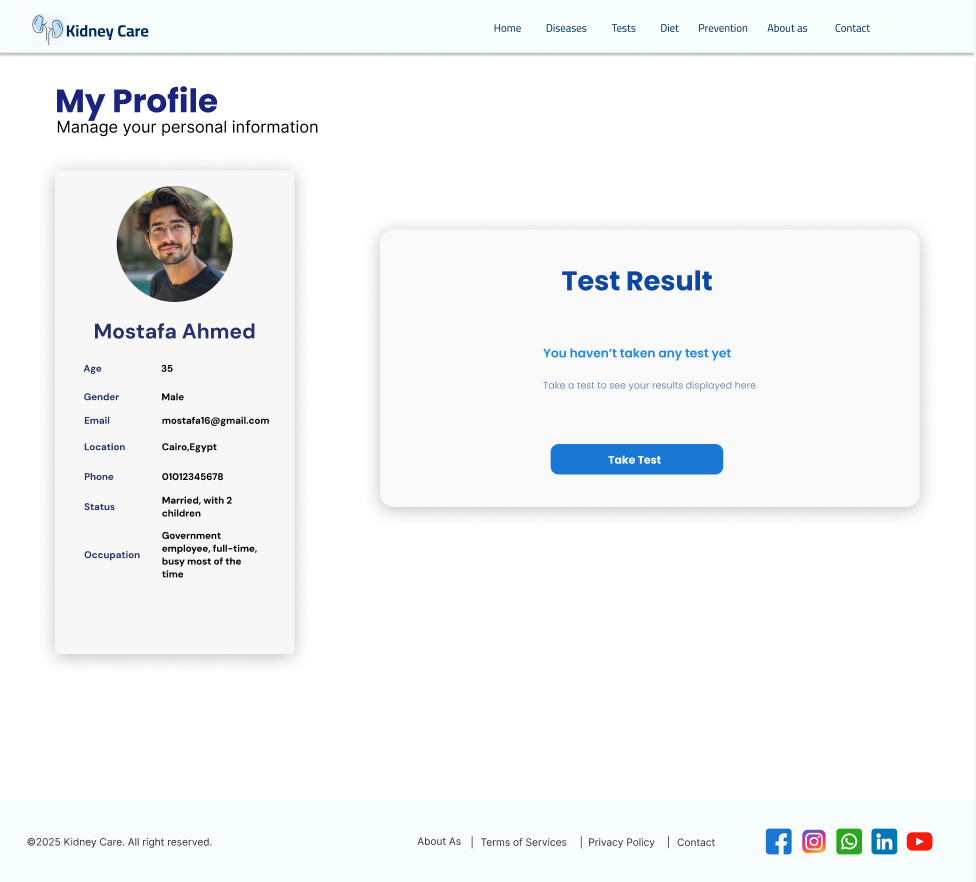 Kidney Care
Home Diseases Tests Diet Prevention About as Contact
My Profile
Manage your personal information
Mostafa Ahmed
Age 35
Gender Male
Email mostafa16@gmail.com
Location Cairo,Egypt
Phone 01012345678
Status Married, with 2
children
Occupation Government
employee, full-time,
busy most of the
time
Test Result
You haven’t taken any test yet
Take a test to see your results displayed here
Take Test
©2025 Kidney Care. All right reserved.
About As | Terms of Services | Privacy Policy | Contact